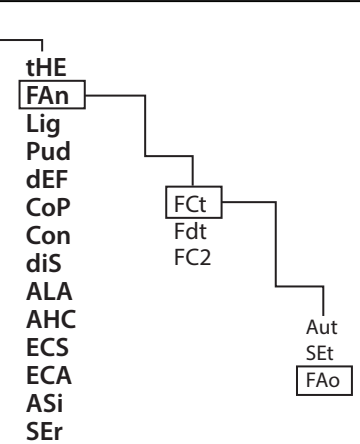 tHE
FAn
Lig
Pud
dEF
CoP
Con
diS
ALA
AHC
ECS
ECA
ASi
SEr
FCt
Fdt
FC2
Aut
SEt
FAo